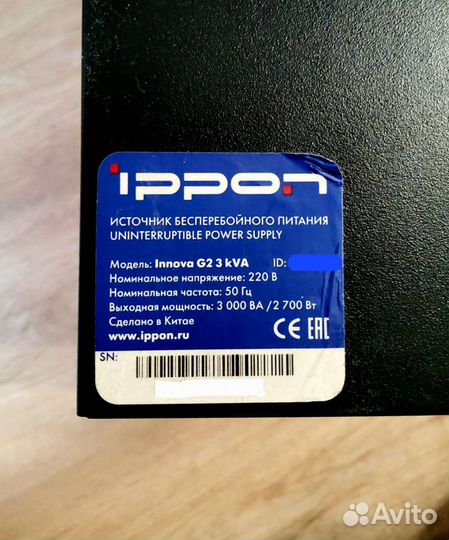 ippon
ИСТОЧНИК БЕСПЕРЕБОЙНОГО ПИТАНИЯ
UNINTERRUPTIBLE POWER SUPPLY
Модель: Innova G2 3 kVA ID:
Номинальное напряжение: 220 В
Номинальная частота: 50 Гц
Выходная мощность: 3 000 ВА /2 700 Вт
Сделано в Китае
www.ippon.ru
CE EAC
SN:
Avito